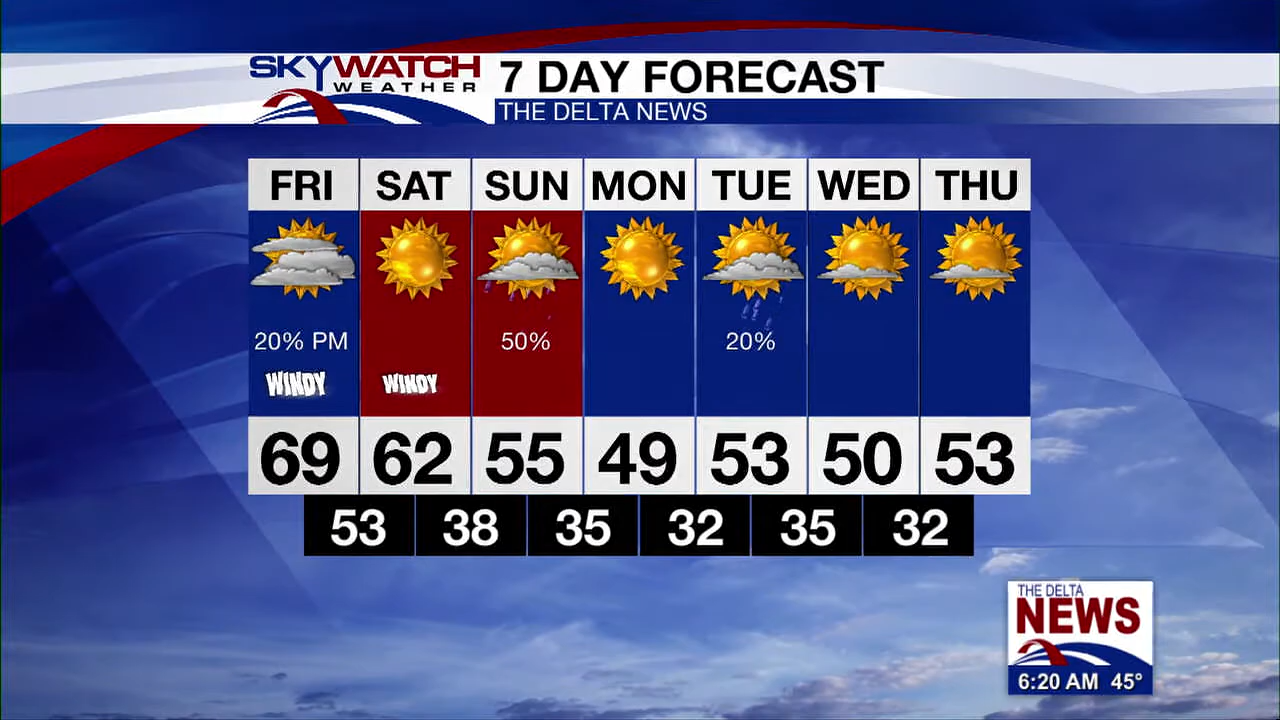 SKYWATCH
WEATHER
7 DAY FORECAST
THE DELTA NEWS
FRI SAT SUN MON TUE WED THU
20% PM 50% 20%
WINDY WINDY
69 62 55 49 53 50 53
53 38 35 32 35 32
THE DELTA
NEWS
6:20 AM 45°